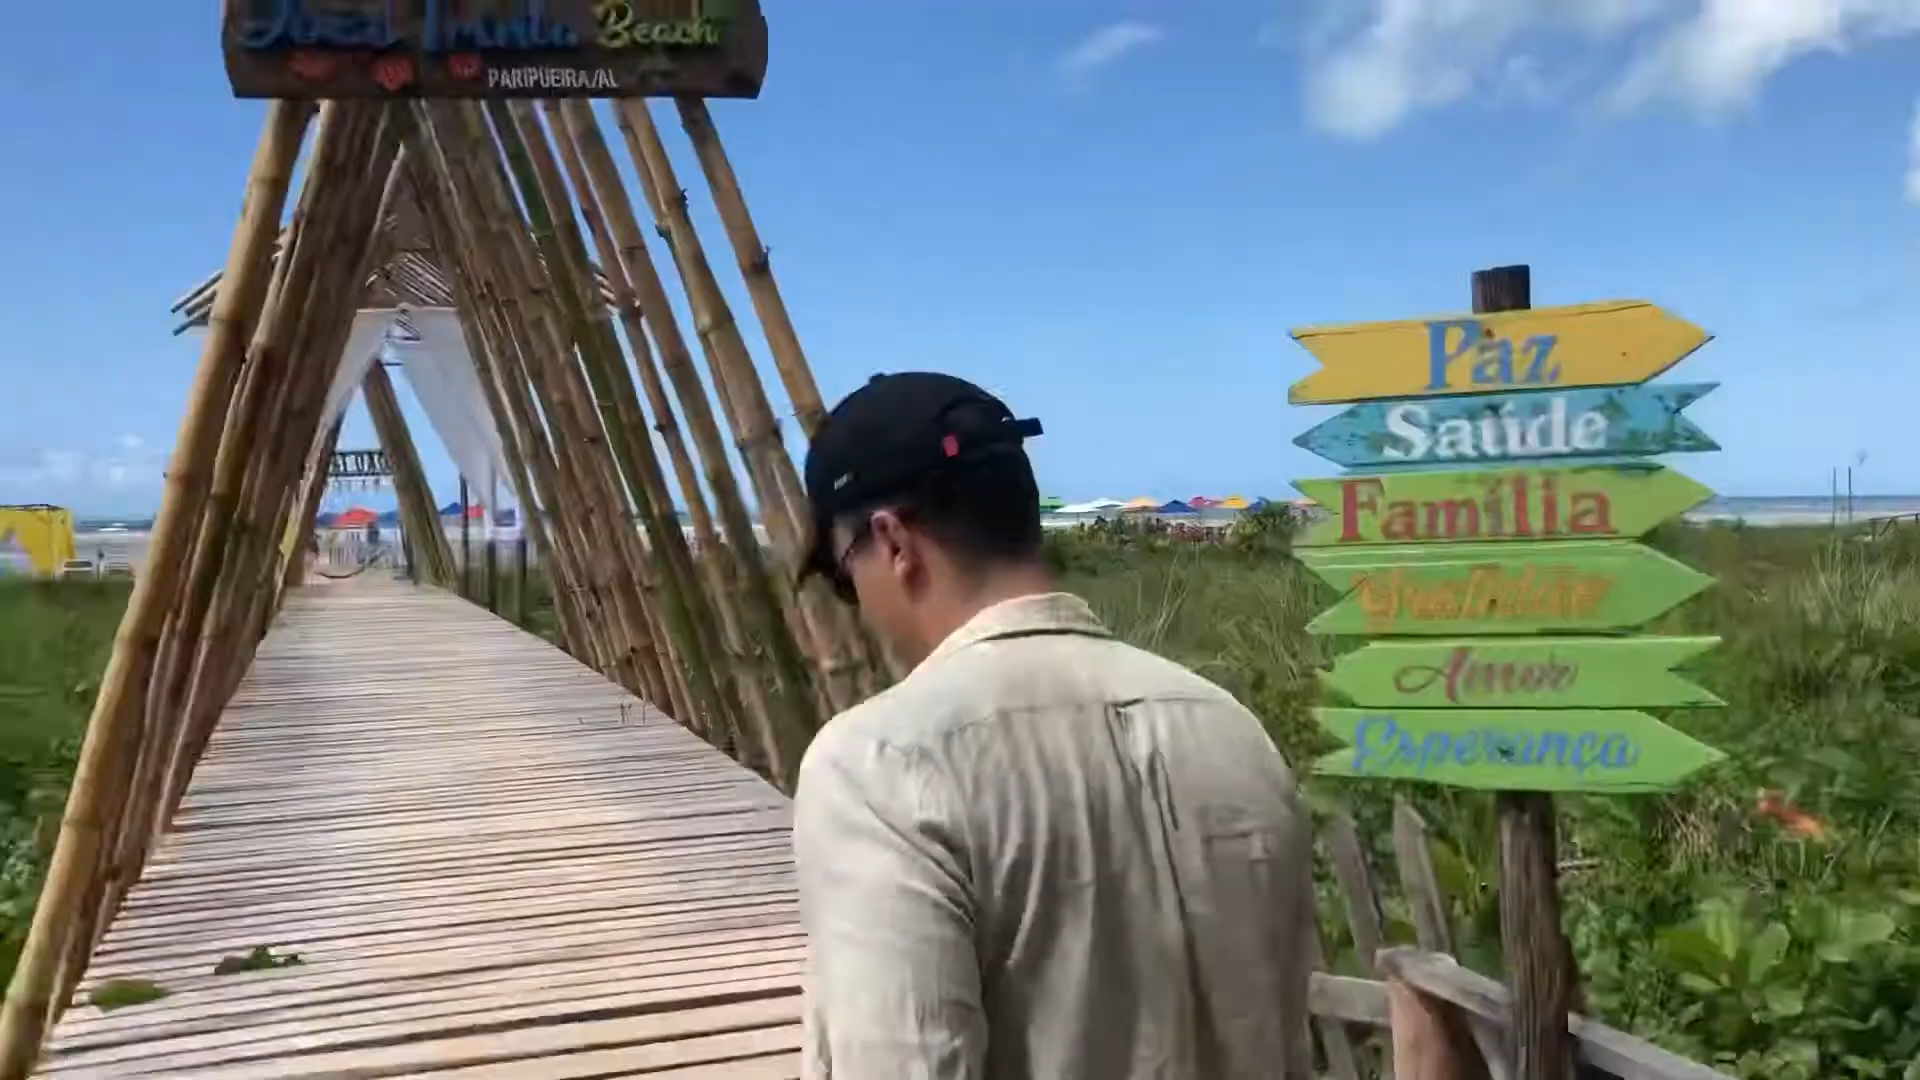 Beach
PARIPUEIRA/AL
Paz
Saúde
Família
Amor
Esperança